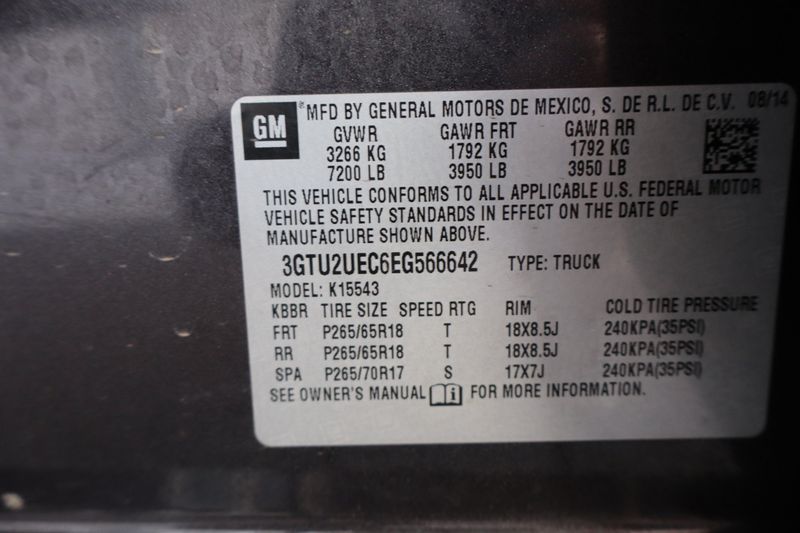 GM *MFD BY GENERAL MOTORS DE MEXICO, S. DE R.L. DE C.V. 08/14
GVWR GAWR FRT GAWR RR
3266 KG 1792 KG 1792 KG
7200 LB 3950 LB 3950 LB
THIS VEHICLE CONFORMS TO ALL APPLICABLE U.S. FEDERAL MOTOR
VEHICLE SAFETY STANDARDS IN EFFECT ON THE DATE OF
MANUFACTURE SHOWN ABOVE.
3GTU2UEC6EG566642 TYPE: TRUCK
MODEL: K15543
KBBR TIRE SIZE SPEED RTG RIM COLD TIRE PRESSURE
FRT P265/65R18 T 18X8.5J 240KPA(35PSI)
RR P265/65R18 T 18X8.5J 240KPA(35PSI)
SPA P265/70R17 S 17X7J 240KPA(35PSI)
SEE OWNER'S MANUAL i FOR MORE INFORMATION.